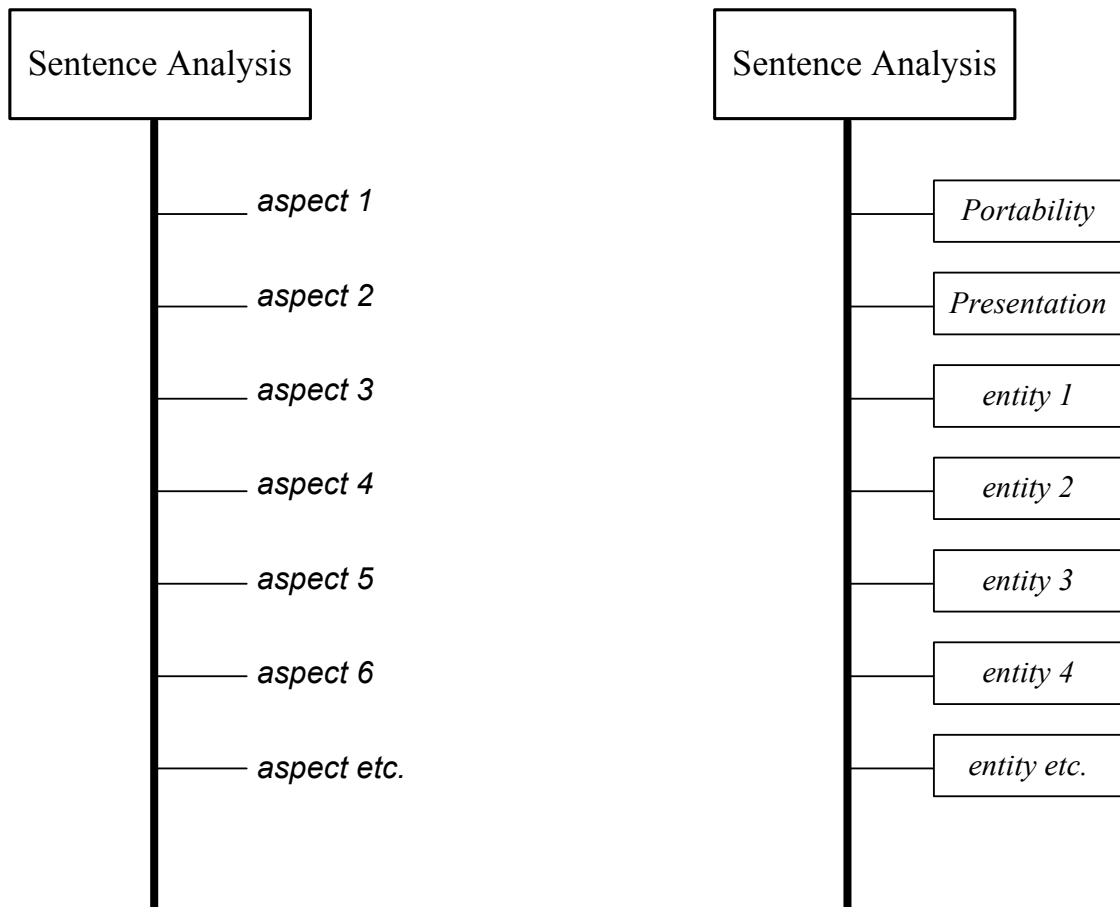 Sentence Analysis
aspect 1
aspect 2
aspect 3
aspect 4
aspect 5
aspect 6
aspect etc.
Sentence Analysis
Portability
Presentation
entity 1
entity 2
entity 3
entity 4
entity etc.